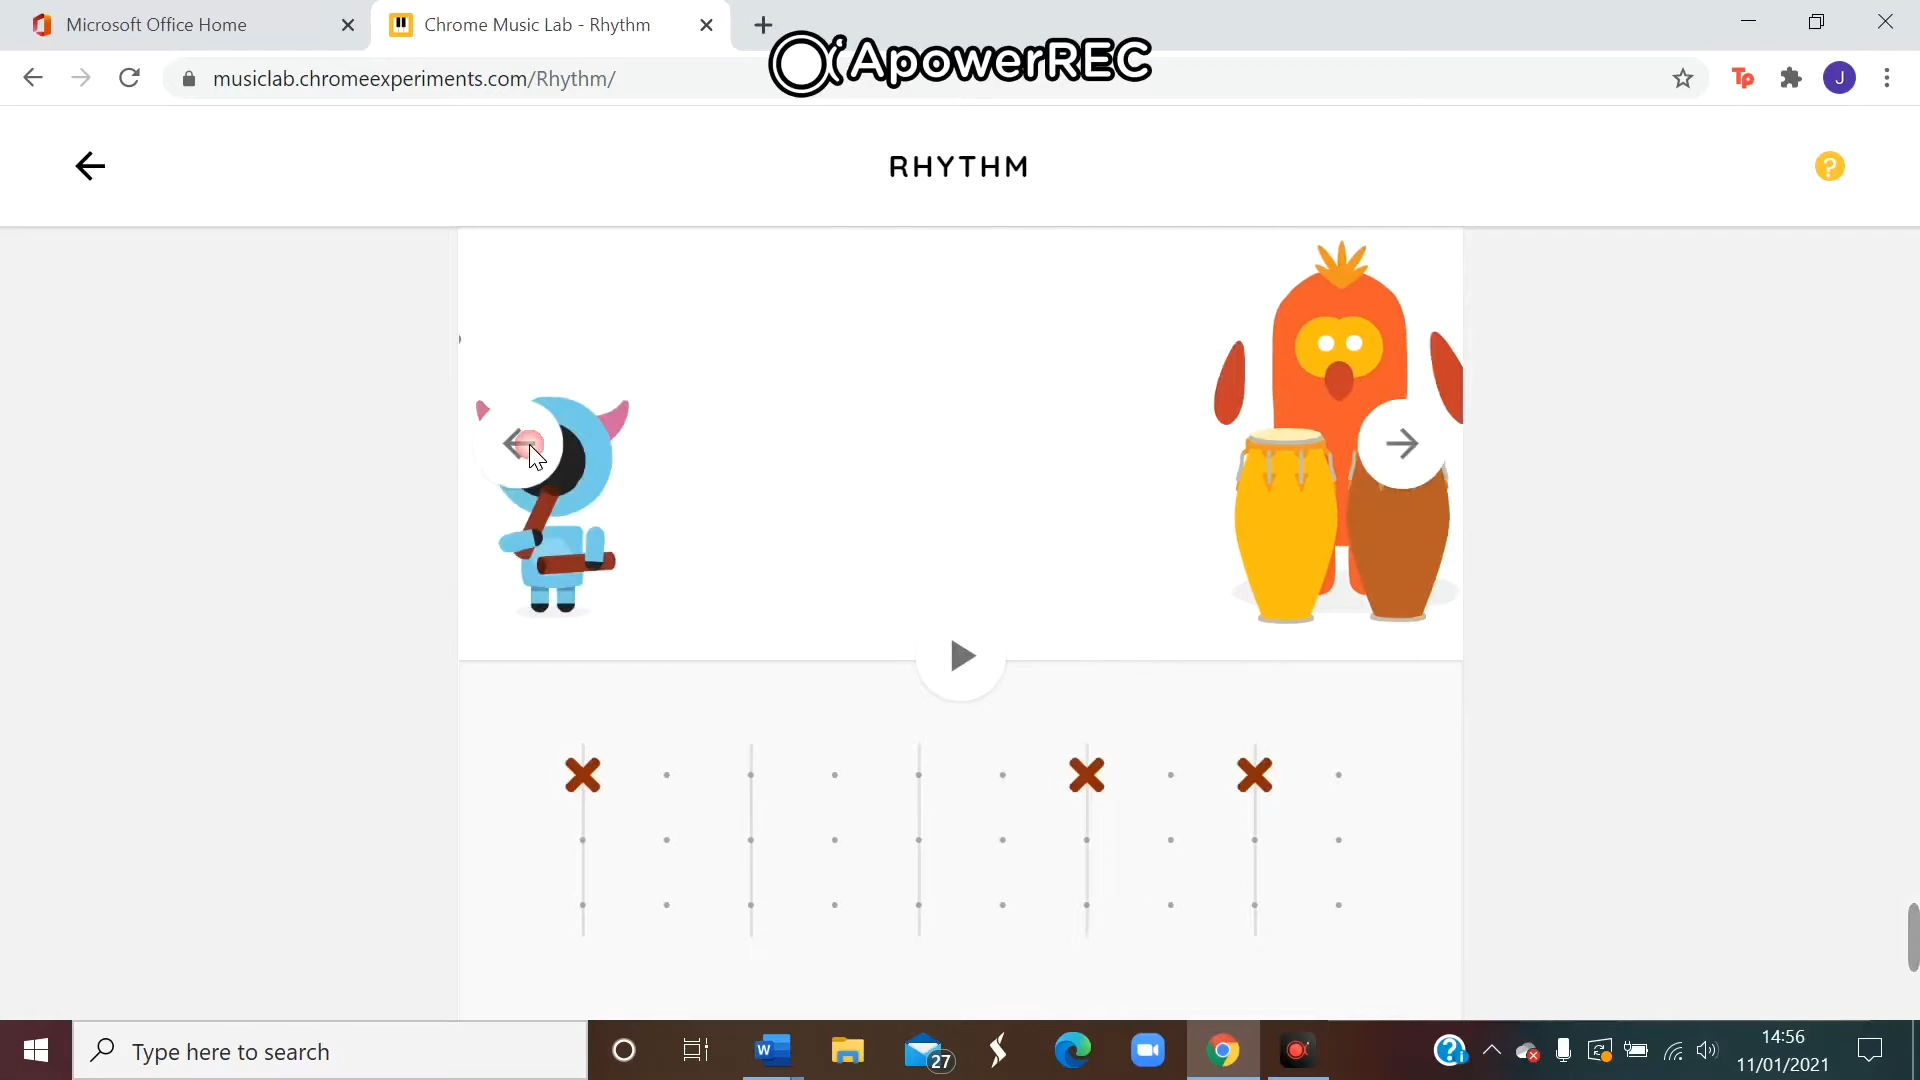 Microsoft Office Home
Chrome Music Lab - Rhythm
ApowerREC
musiclab.chromeexperiments.com/Rhythm/
Tp
J
RHYTHM
?
Type here to search
W
27
?
14:56
11/01/2021